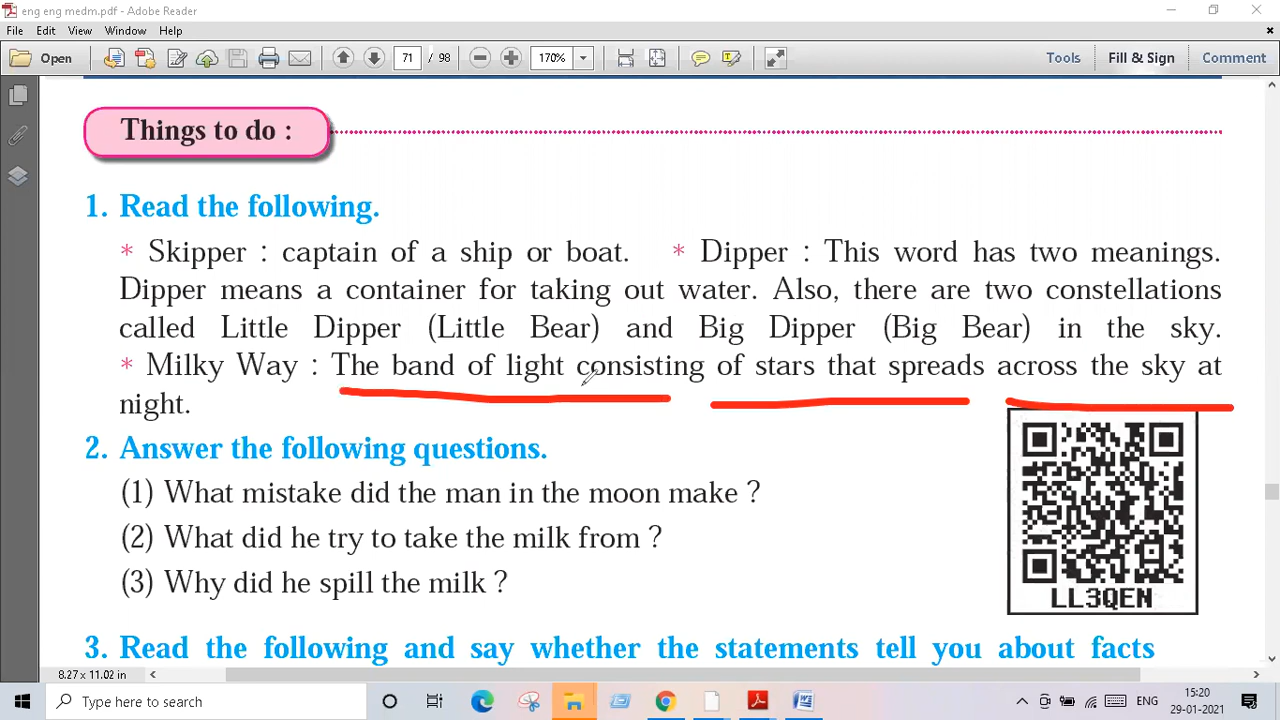 eng eng medm.pdf - Adobe Reader
File Edit View Window Help
Open 71 / 98 170% Tools Fill & Sign Comment
Things to do :
1. Read the following.
* Skipper : captain of a ship or boat. * Dipper : This word has two meanings.
Dipper means a container for taking out water. Also, there are two constellations
called Little Dipper (Little Bear) and Big Dipper (Big Bear) in the sky.
* Milky Way : The band of light consisting of stars that spreads across the sky at
night.
2. Answer the following questions.
(1) What mistake did the man in the moon make ?
(2) What did he try to take the milk from ?
(3) Why did he spill the milk ?
LL3QEN
3. Read the following and say whether the statements tell you about facts
8.27 x 11.02 in
Type here to search
ENG
15:20
29-01-2021